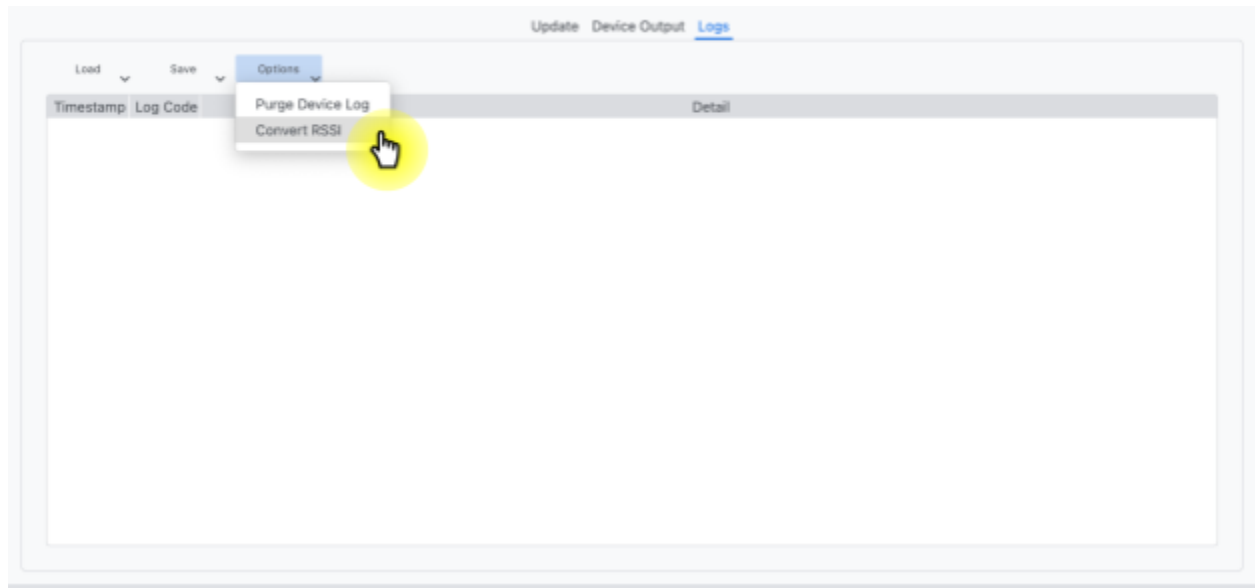 Update Device Output Logs
Load Save Options
Timestamp Log Code Detail
Purge Device Log
Convert RSSI